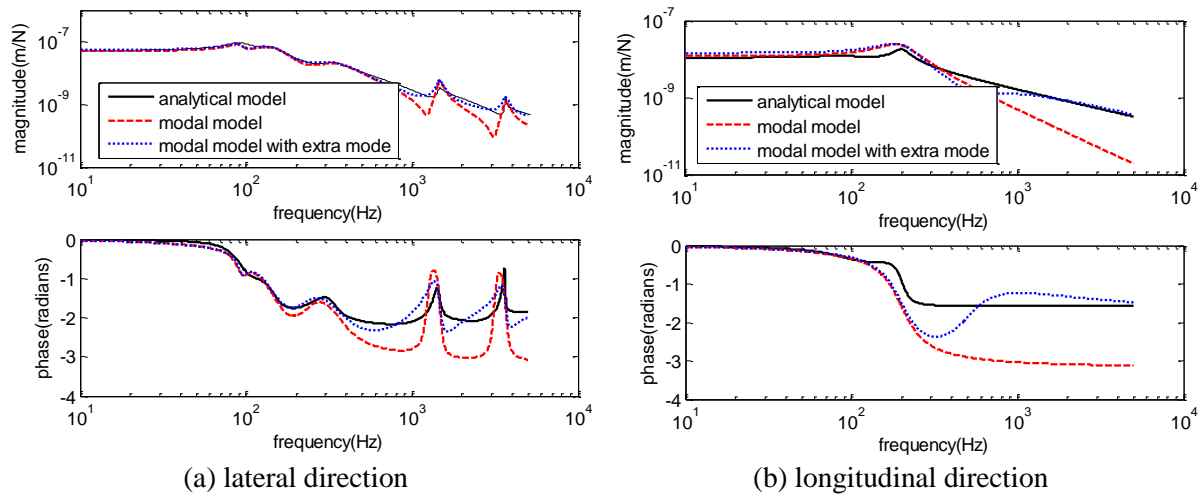 10^-7
10^-9
10^-11
magnitude(m/N)
analytical model
modal model
modal model with extra mode
10^1 10^2 10^3 10^4
frequency(Hz)
0
-1
-2
-3
-4
phase(radians)
10^1 10^2 10^3 10^4
frequency(Hz)
(a) lateral direction
10^-7
10^-9
10^-11
magnitude(m/N)
analytical model
modal model
modal model with extra mode
10^1 10^2 10^3 10^4
frequency(Hz)
0
-1
-2
-3
-4
phase(radians)
10^1 10^2 10^3 10^4
frequency(Hz)
(b) longitudinal direction